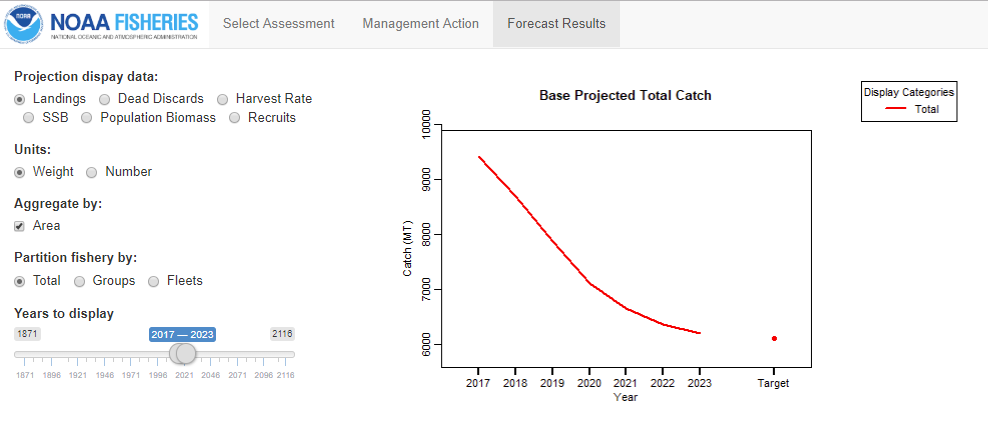 NOAA FISHERIES
NATIONAL OCEANIC AND ATMOSPHERIC ADMINISTRATION
Select Assessment
Management Action
Forecast Results
Projection dispay data:
Landings Dead Discards Harvest Rate
SSB Population Biomass Recruits
Units:
Weight Number
Aggregate by:
Area
Partition fishery by:
Total Groups Fleets
Years to display
1871 2017 — 2023 2116
1871 1896 1921 1946 1971 1996 2021 2046 2071 2096 2116
Base Projected Total Catch
Catch (MT)
10000
9000
8000
7000
6000
2017 2018 2019 2020 2021 2022 2023 Target
Year
Display Categories
Total